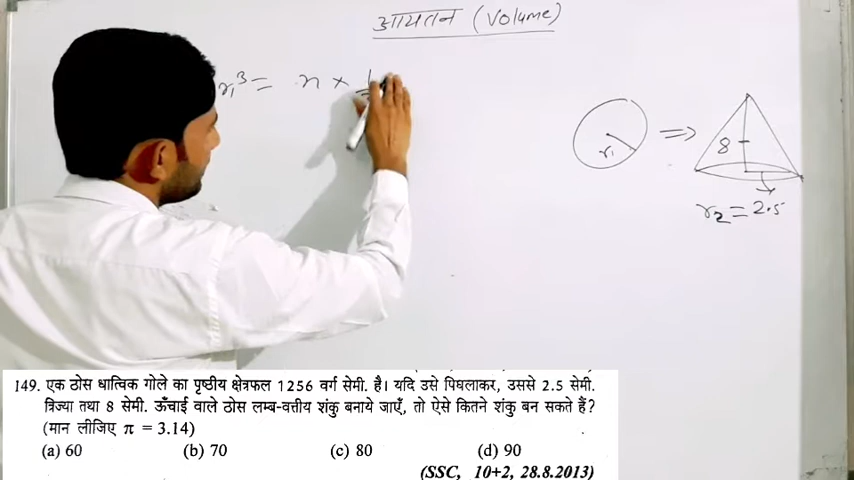 आयतन (Volume)
r₁³ = n ×
r₁ ⇒ 8
r₂ = 2.5
149. एक ठोस धात्विक गोले का पृष्ठीय क्षेत्रफल 1256 वर्ग सेमी. है। यदि उसे पिघलाकर, उससे 2.5 सेमी.
त्रिज्या तथा 8 सेमी. ऊँचाई वाले ठोस लम्ब-वत्तीय शंकु बनाये जाएँ, तो ऐसे कितने शंकु बन सकते हैं?
(मान लीजिए π = 3.14)
(a) 60 (b) 70 (c) 80 (d) 90
(SSC, 10+2, 28.8.2013)